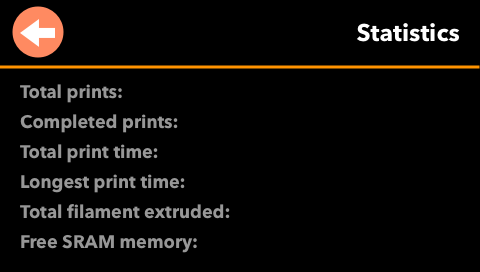 Statistics
Total prints:
Completed prints:
Total print time:
Longest print time:
Total filament extruded:
Free SRAM memory: